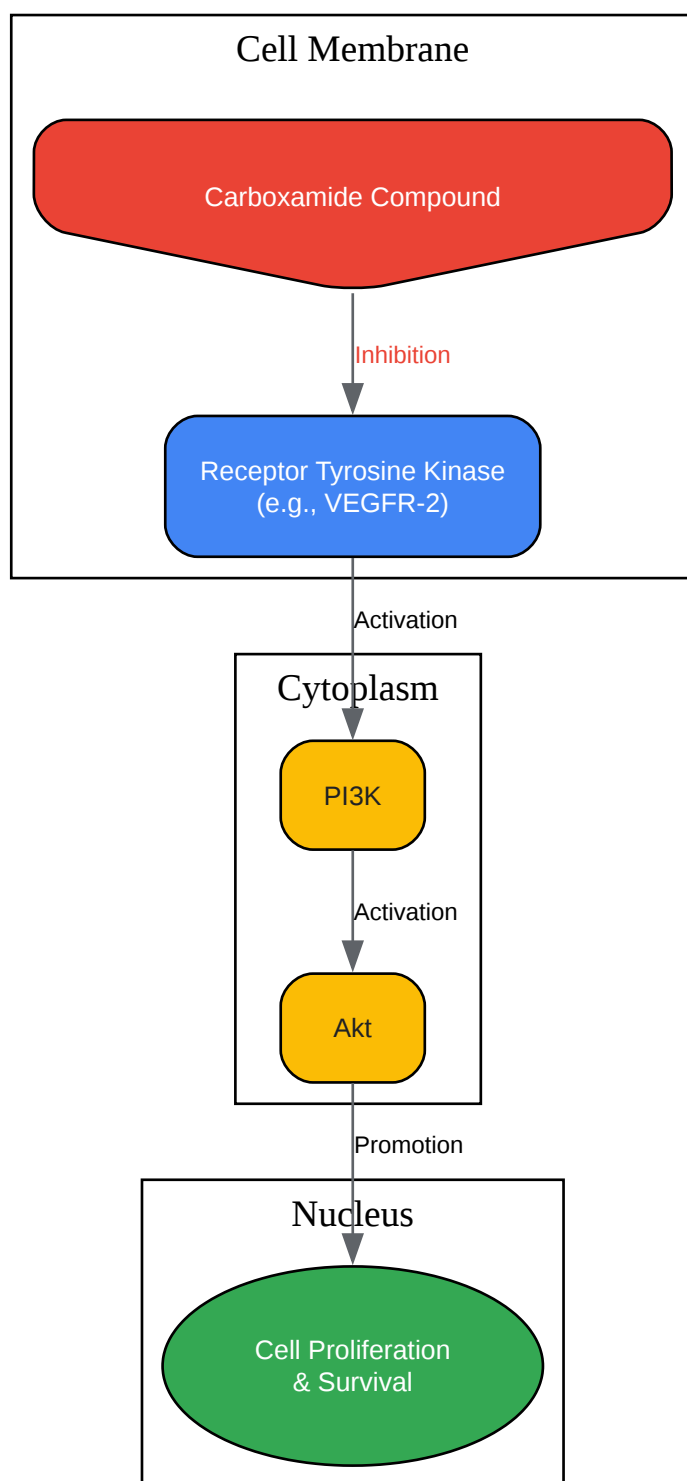 Cell Membrane
Carboxamide Compound
Inhibition
Receptor Tyrosine Kinase
(e.g., VEGFR-2)
Activation
Cytoplasm
PI3K
Activation
Akt
Promotion
Nucleus
Cell Proliferation
& Survival